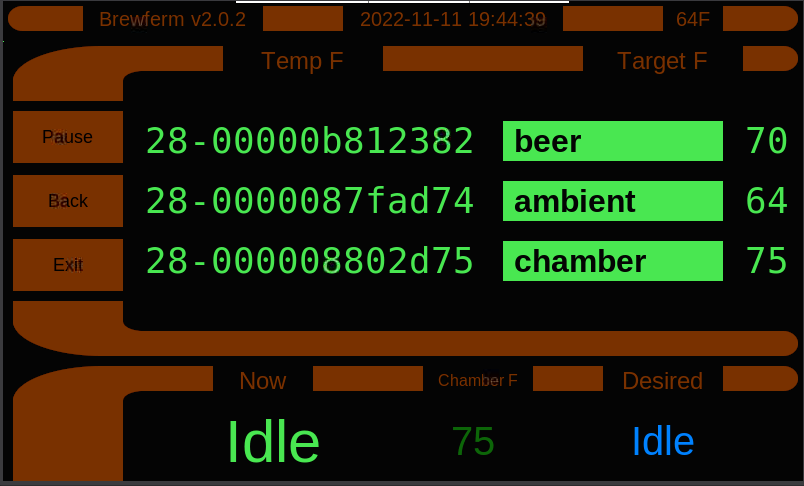 Brewferm v2.0.2 2022-11-11 19:44:39 64F
Temp F Target F
Pause
28-00000b812382 beer 70
Back
28-0000087fad74 ambient 64
Exit
28-000008802d75 chamber 75
Now Chamber F Desired
Idle 75 Idle